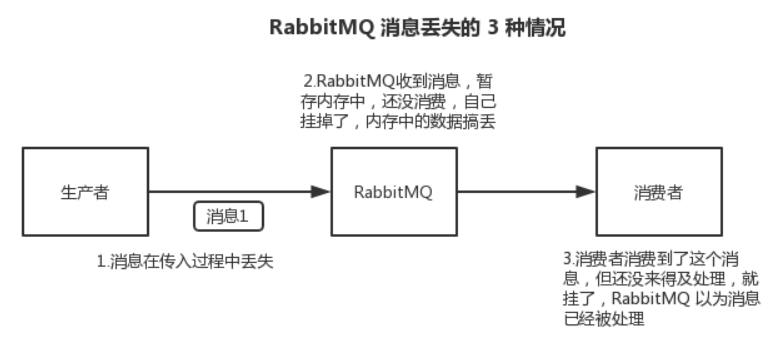 RabbitMQ 消息丢失的 3 种情况
2.RabbitMQ收到消息，暂
存内存中，还没消费，自己
挂掉了，内存中的数据搞丢
生产者
消息1
RabbitMQ
消费者
1.消息在传入过程中丢失
3.消费者消费到了这个消
息，但还没来得及处理，就
挂了，RabbitMQ 以为消息
已经被处理